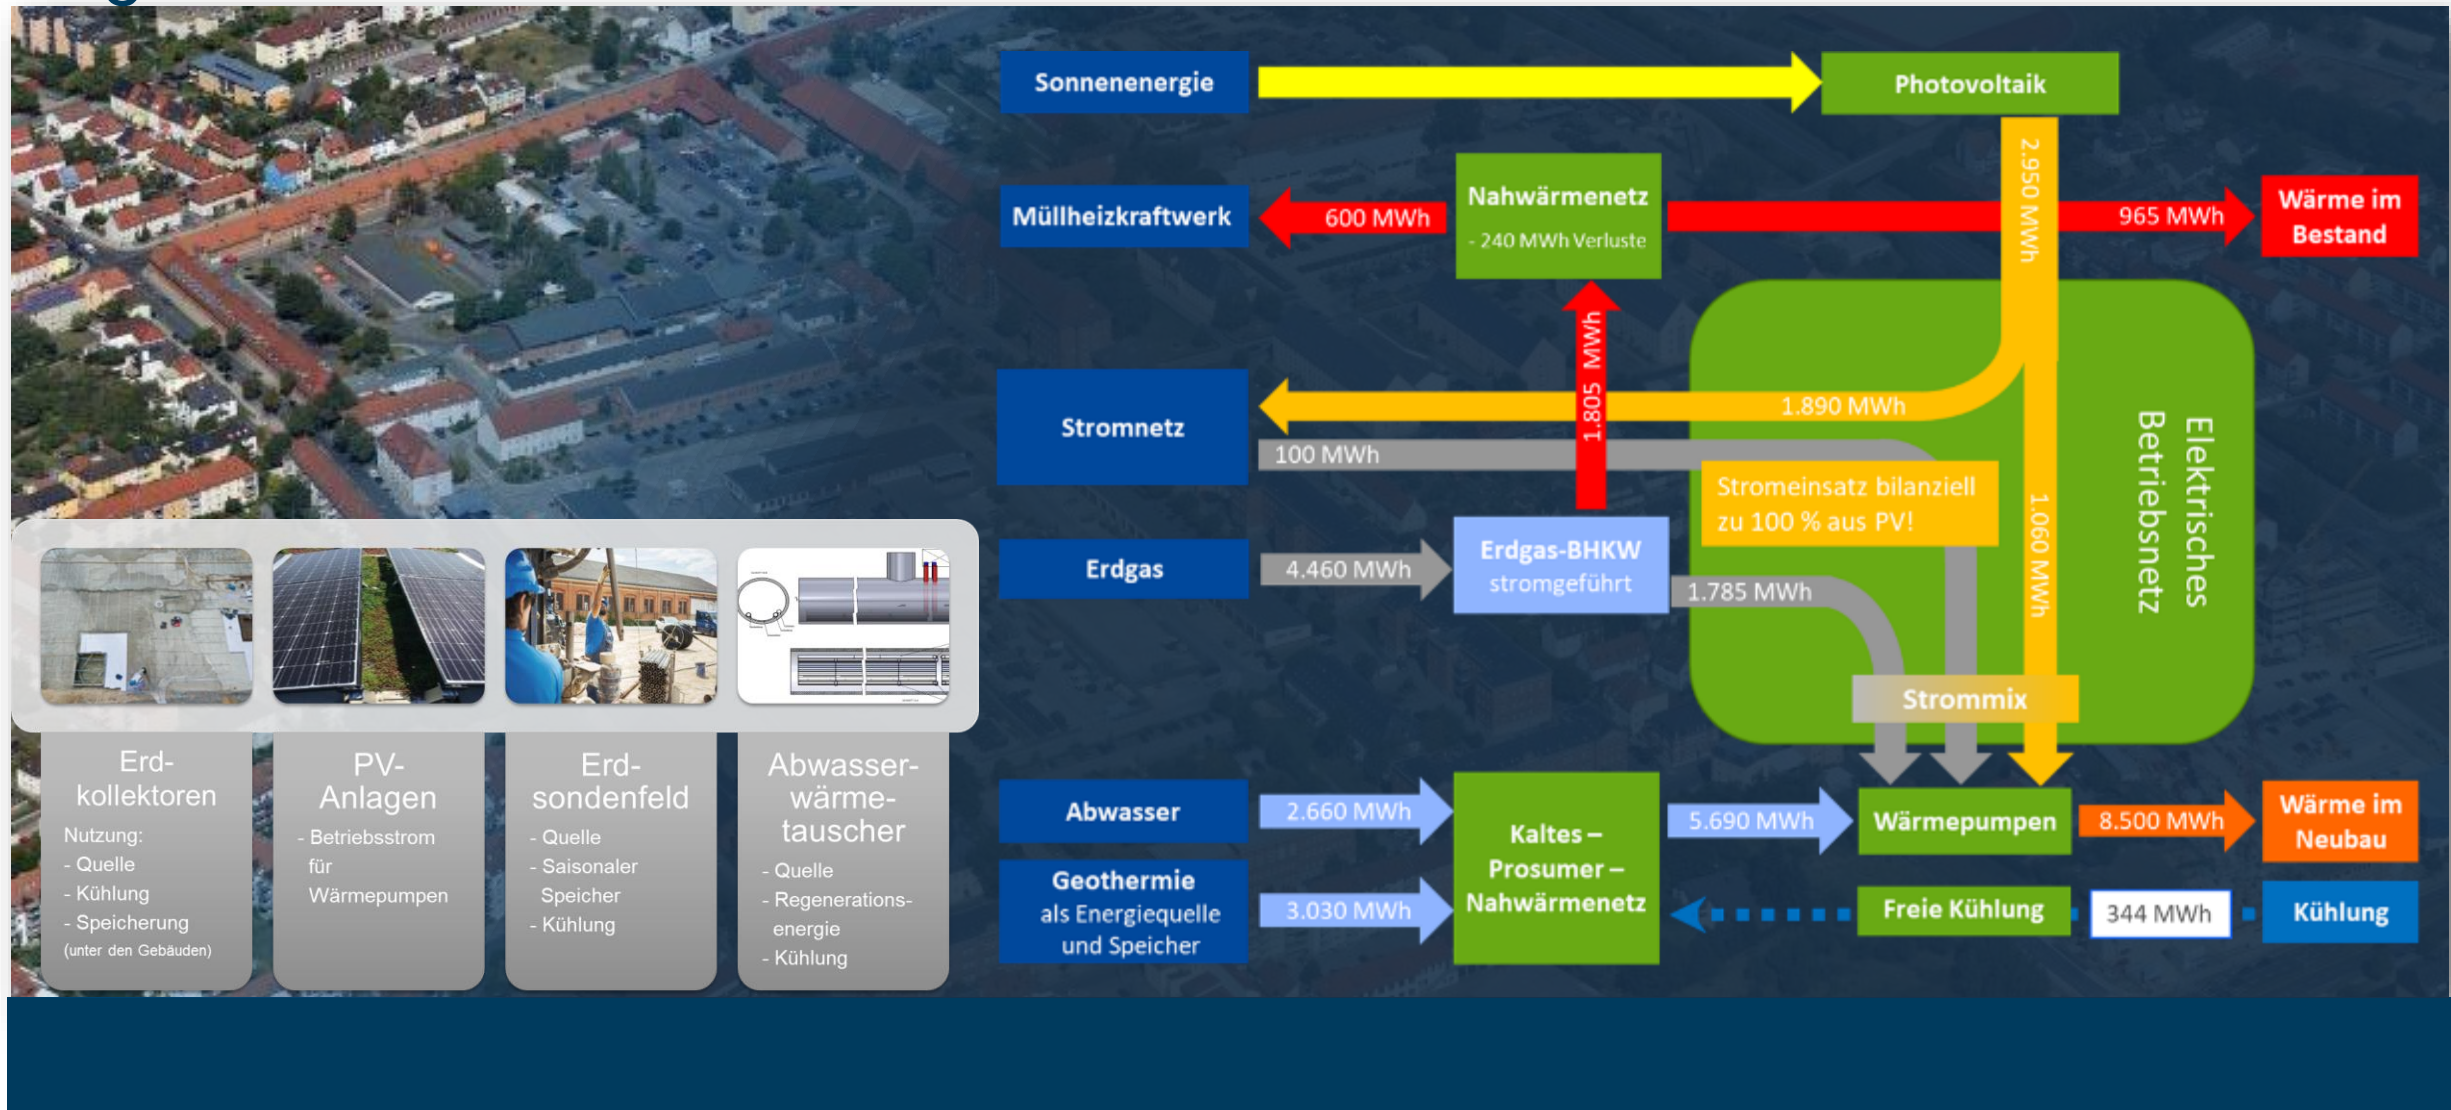 Sonnenenergie
Photovoltaik
2.950 MWh
Müllheizkraftwerk
600 MWh
Nahwärmenetz
- 240 MWh Verluste
965 MWh
Wärme im
Bestand
1.805 MWh
Stromnetz
1.890 MWh
100 MWh
Stromeinsatz bilanziell
zu 100 % aus PV!
1.060 MWh
Elektrisches
Betriebsnetz
Erdgas
4.460 MWh
Erdgas-BHKW
stromgeführt
1.785 MWh
Strommix
Abwasser
2.660 MWh
Geothermie
als Energiequelle
und Speicher
3.030 MWh
Kaltes –
Prosumer –
Nahwärmenetz
5.690 MWh
Wärmepumpen
8.500 MWh
Wärme im
Neubau
Freie Kühlung
344 MWh
Kühlung
Erd-
kollektoren
Nutzung:
- Quelle
- Kühlung
- Speicherung
(unter den Gebäuden)
PV-
Anlagen
- Betriebsstrom
für
Wärmepumpen
Erd-
sondenfeld
- Quelle
- Saisonaler
Speicher
- Kühlung
Abwasser-
wärme-
tauscher
- Quelle
- Regenerations-
energie
- Kühlung